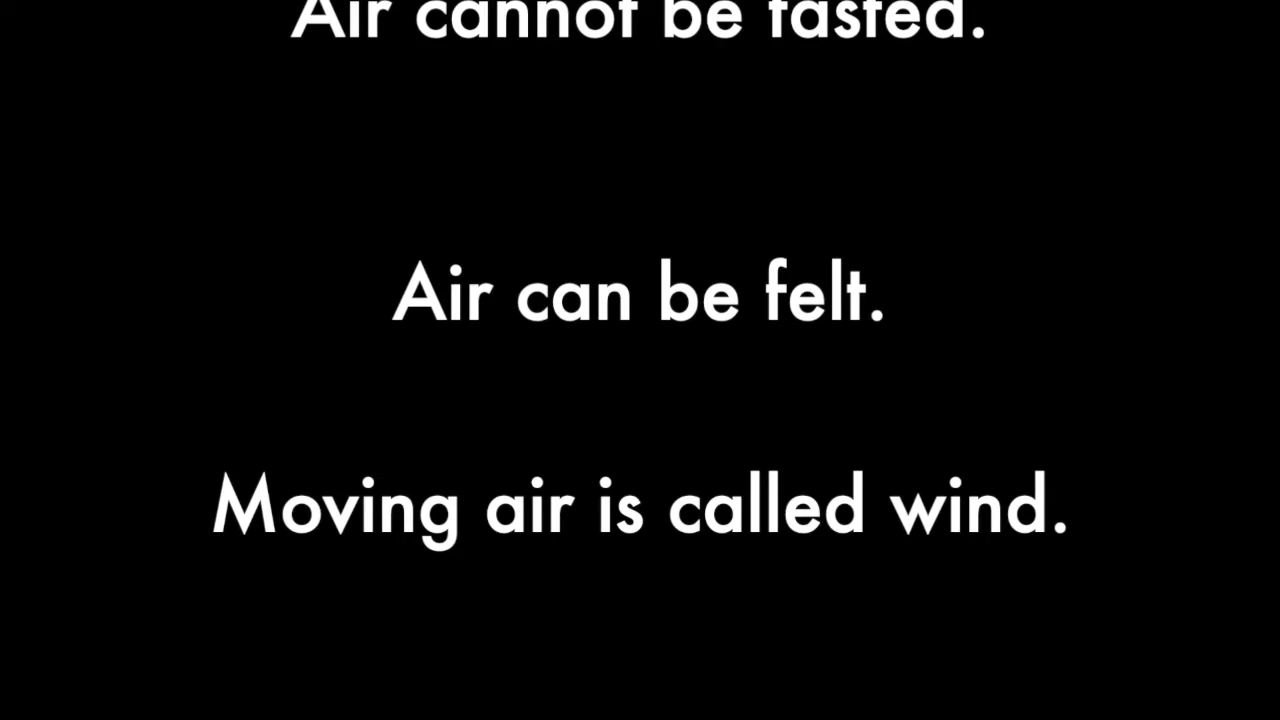 Air cannot be tasted.
Air can be felt.
Moving air is called wind.